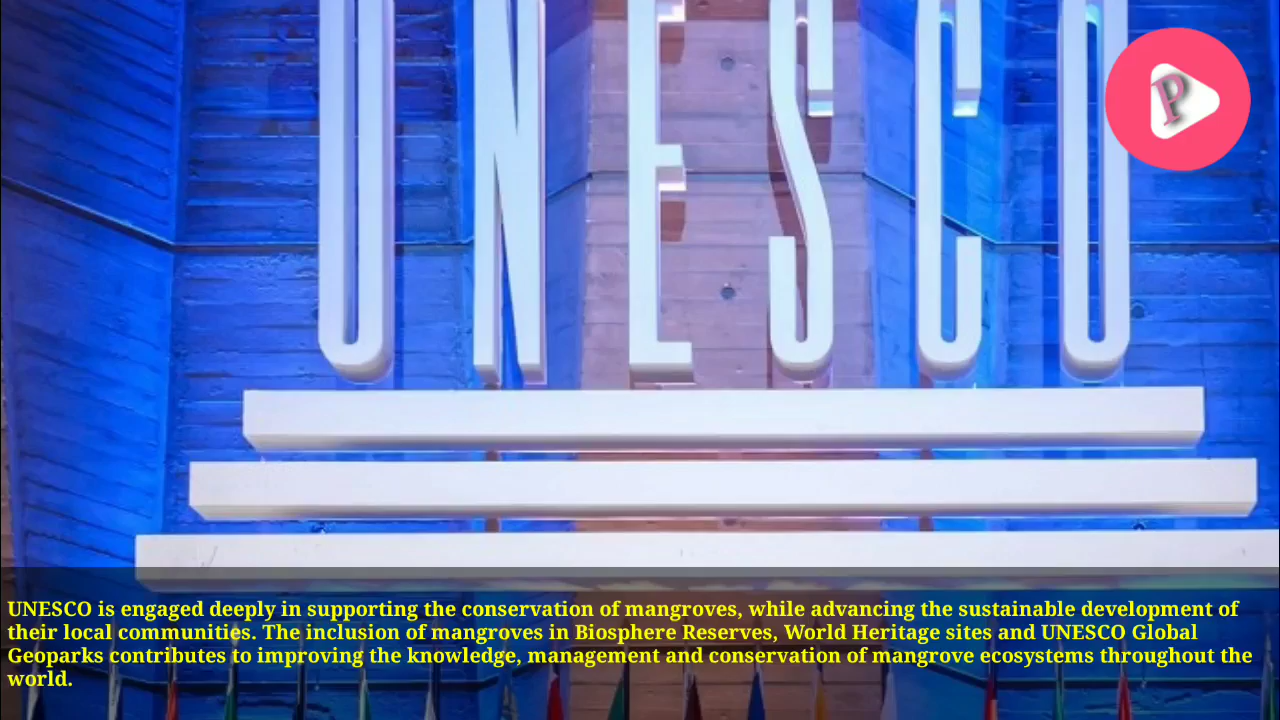 UNESCO
P
UNESCO is engaged deeply in supporting the conservation of mangroves, while advancing the sustainable development of
their local communities. The inclusion of mangroves in Biosphere Reserves, World Heritage sites and UNESCO Global
Geoparks contributes to improving the knowledge, management and conservation of mangrove ecosystems throughout the
world.